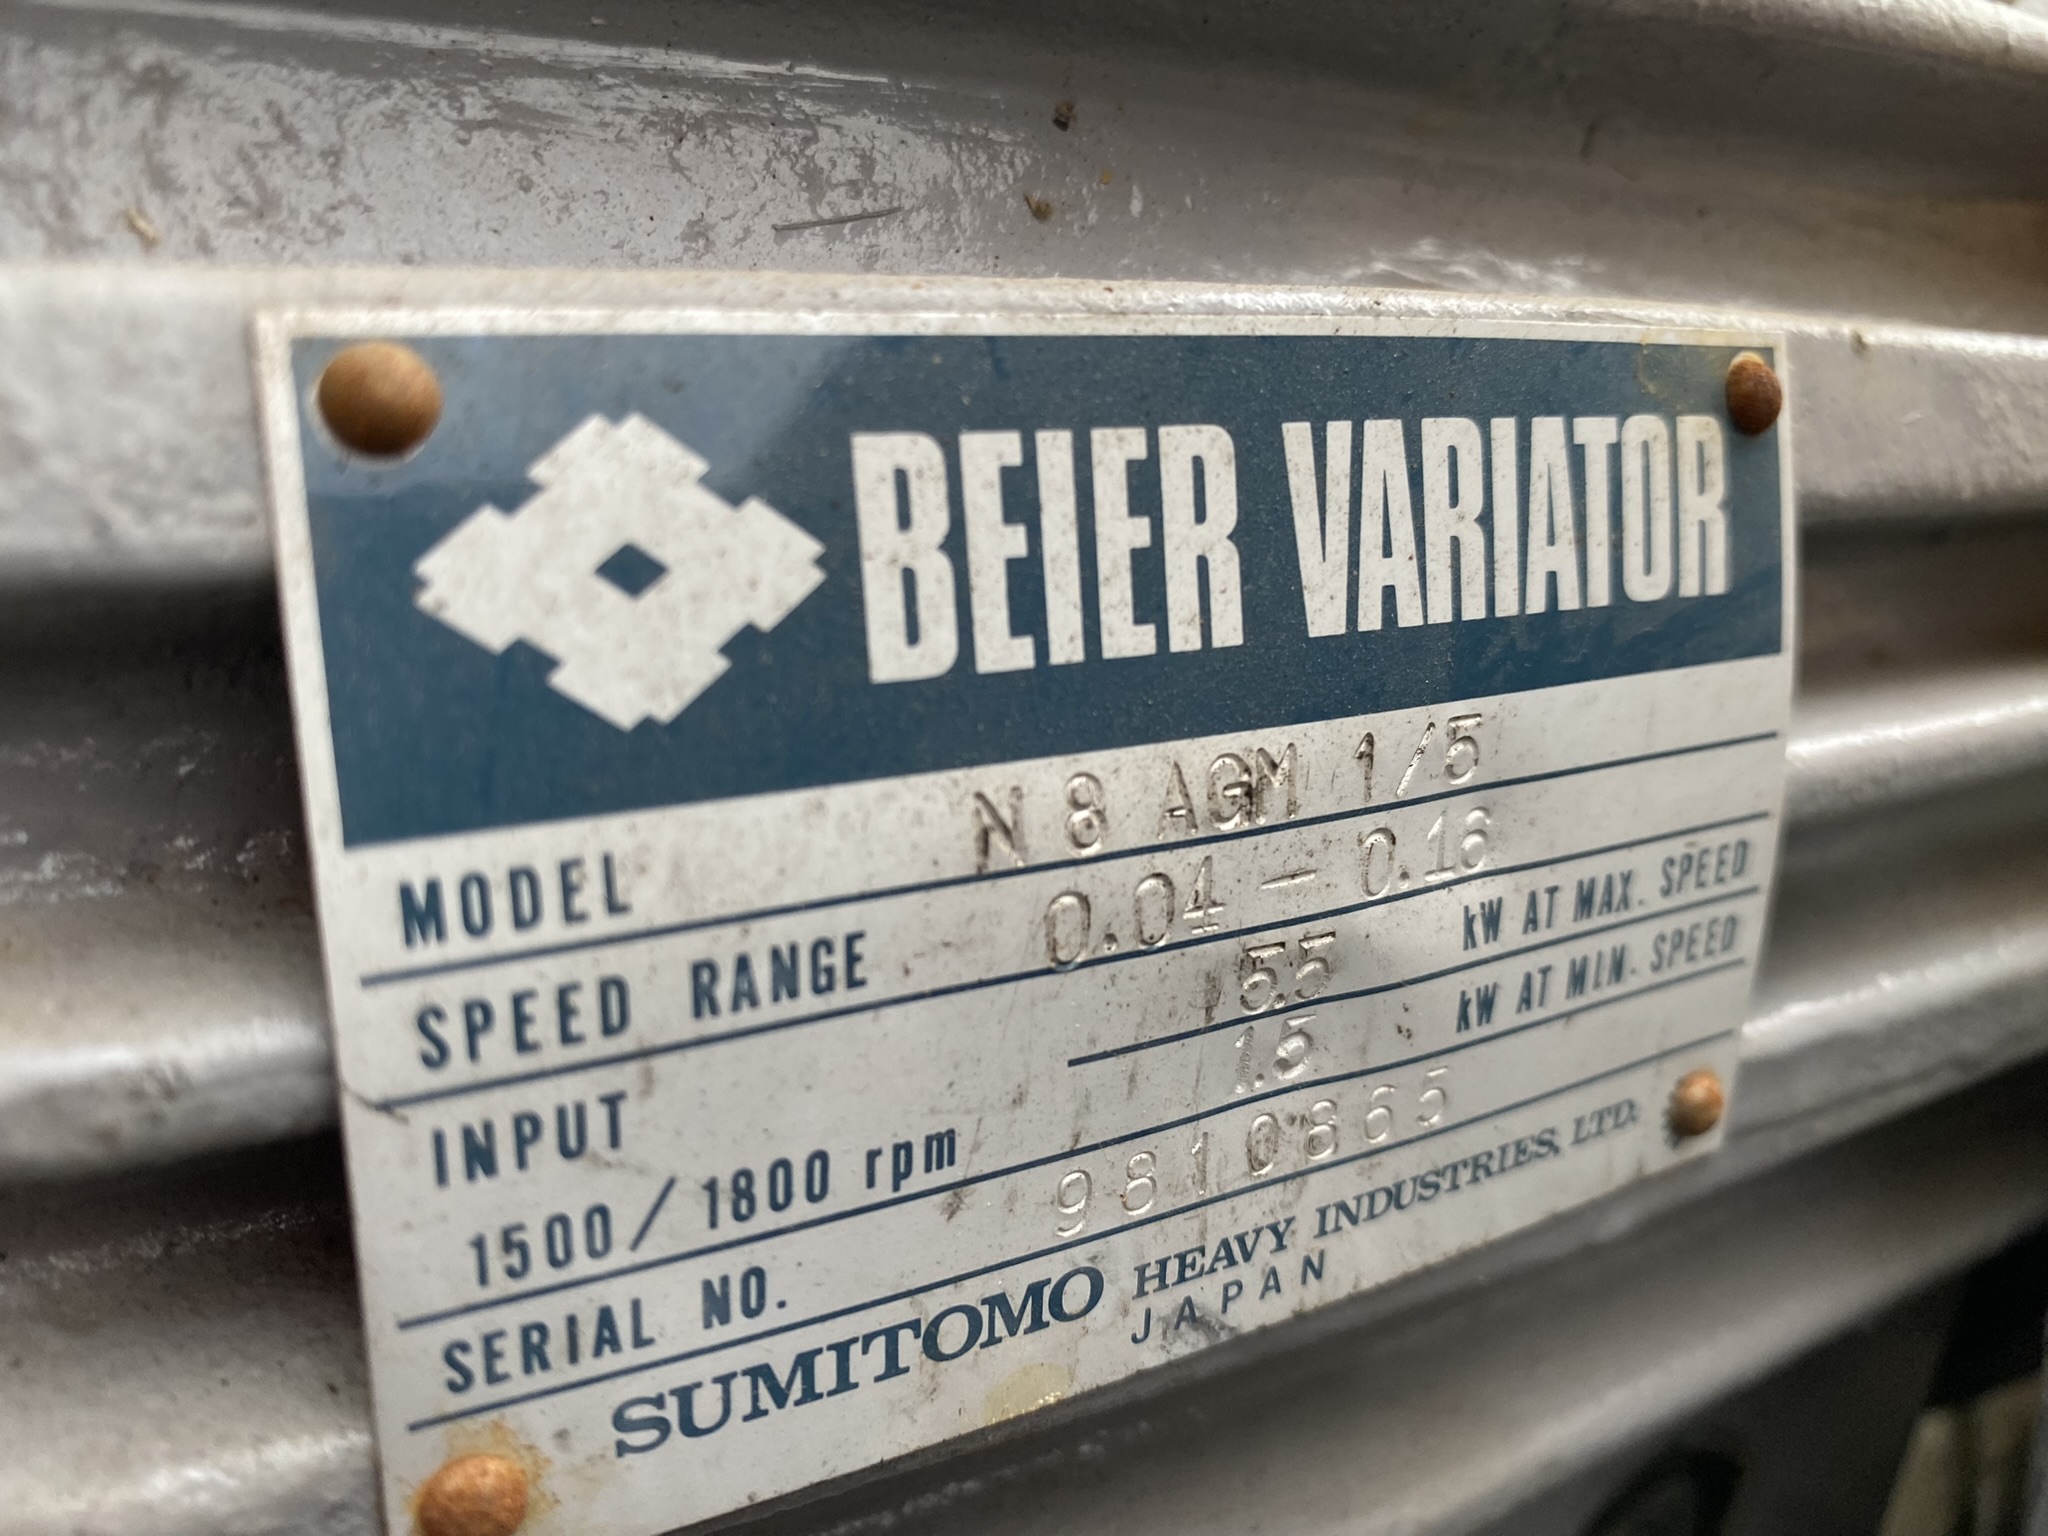 BEIER VARIATOR
MODEL N 8 AGM 1/5
SPEED RANGE 0.04 - 0.16
INPUT 5.5 kW AT MAX. SPEED
1500/1800 rpm 1.5 kW AT MIN. SPEED
SERIAL NO. 9810865
SUMITOMO HEAVY INDUSTRIES, LTD.
JAPAN